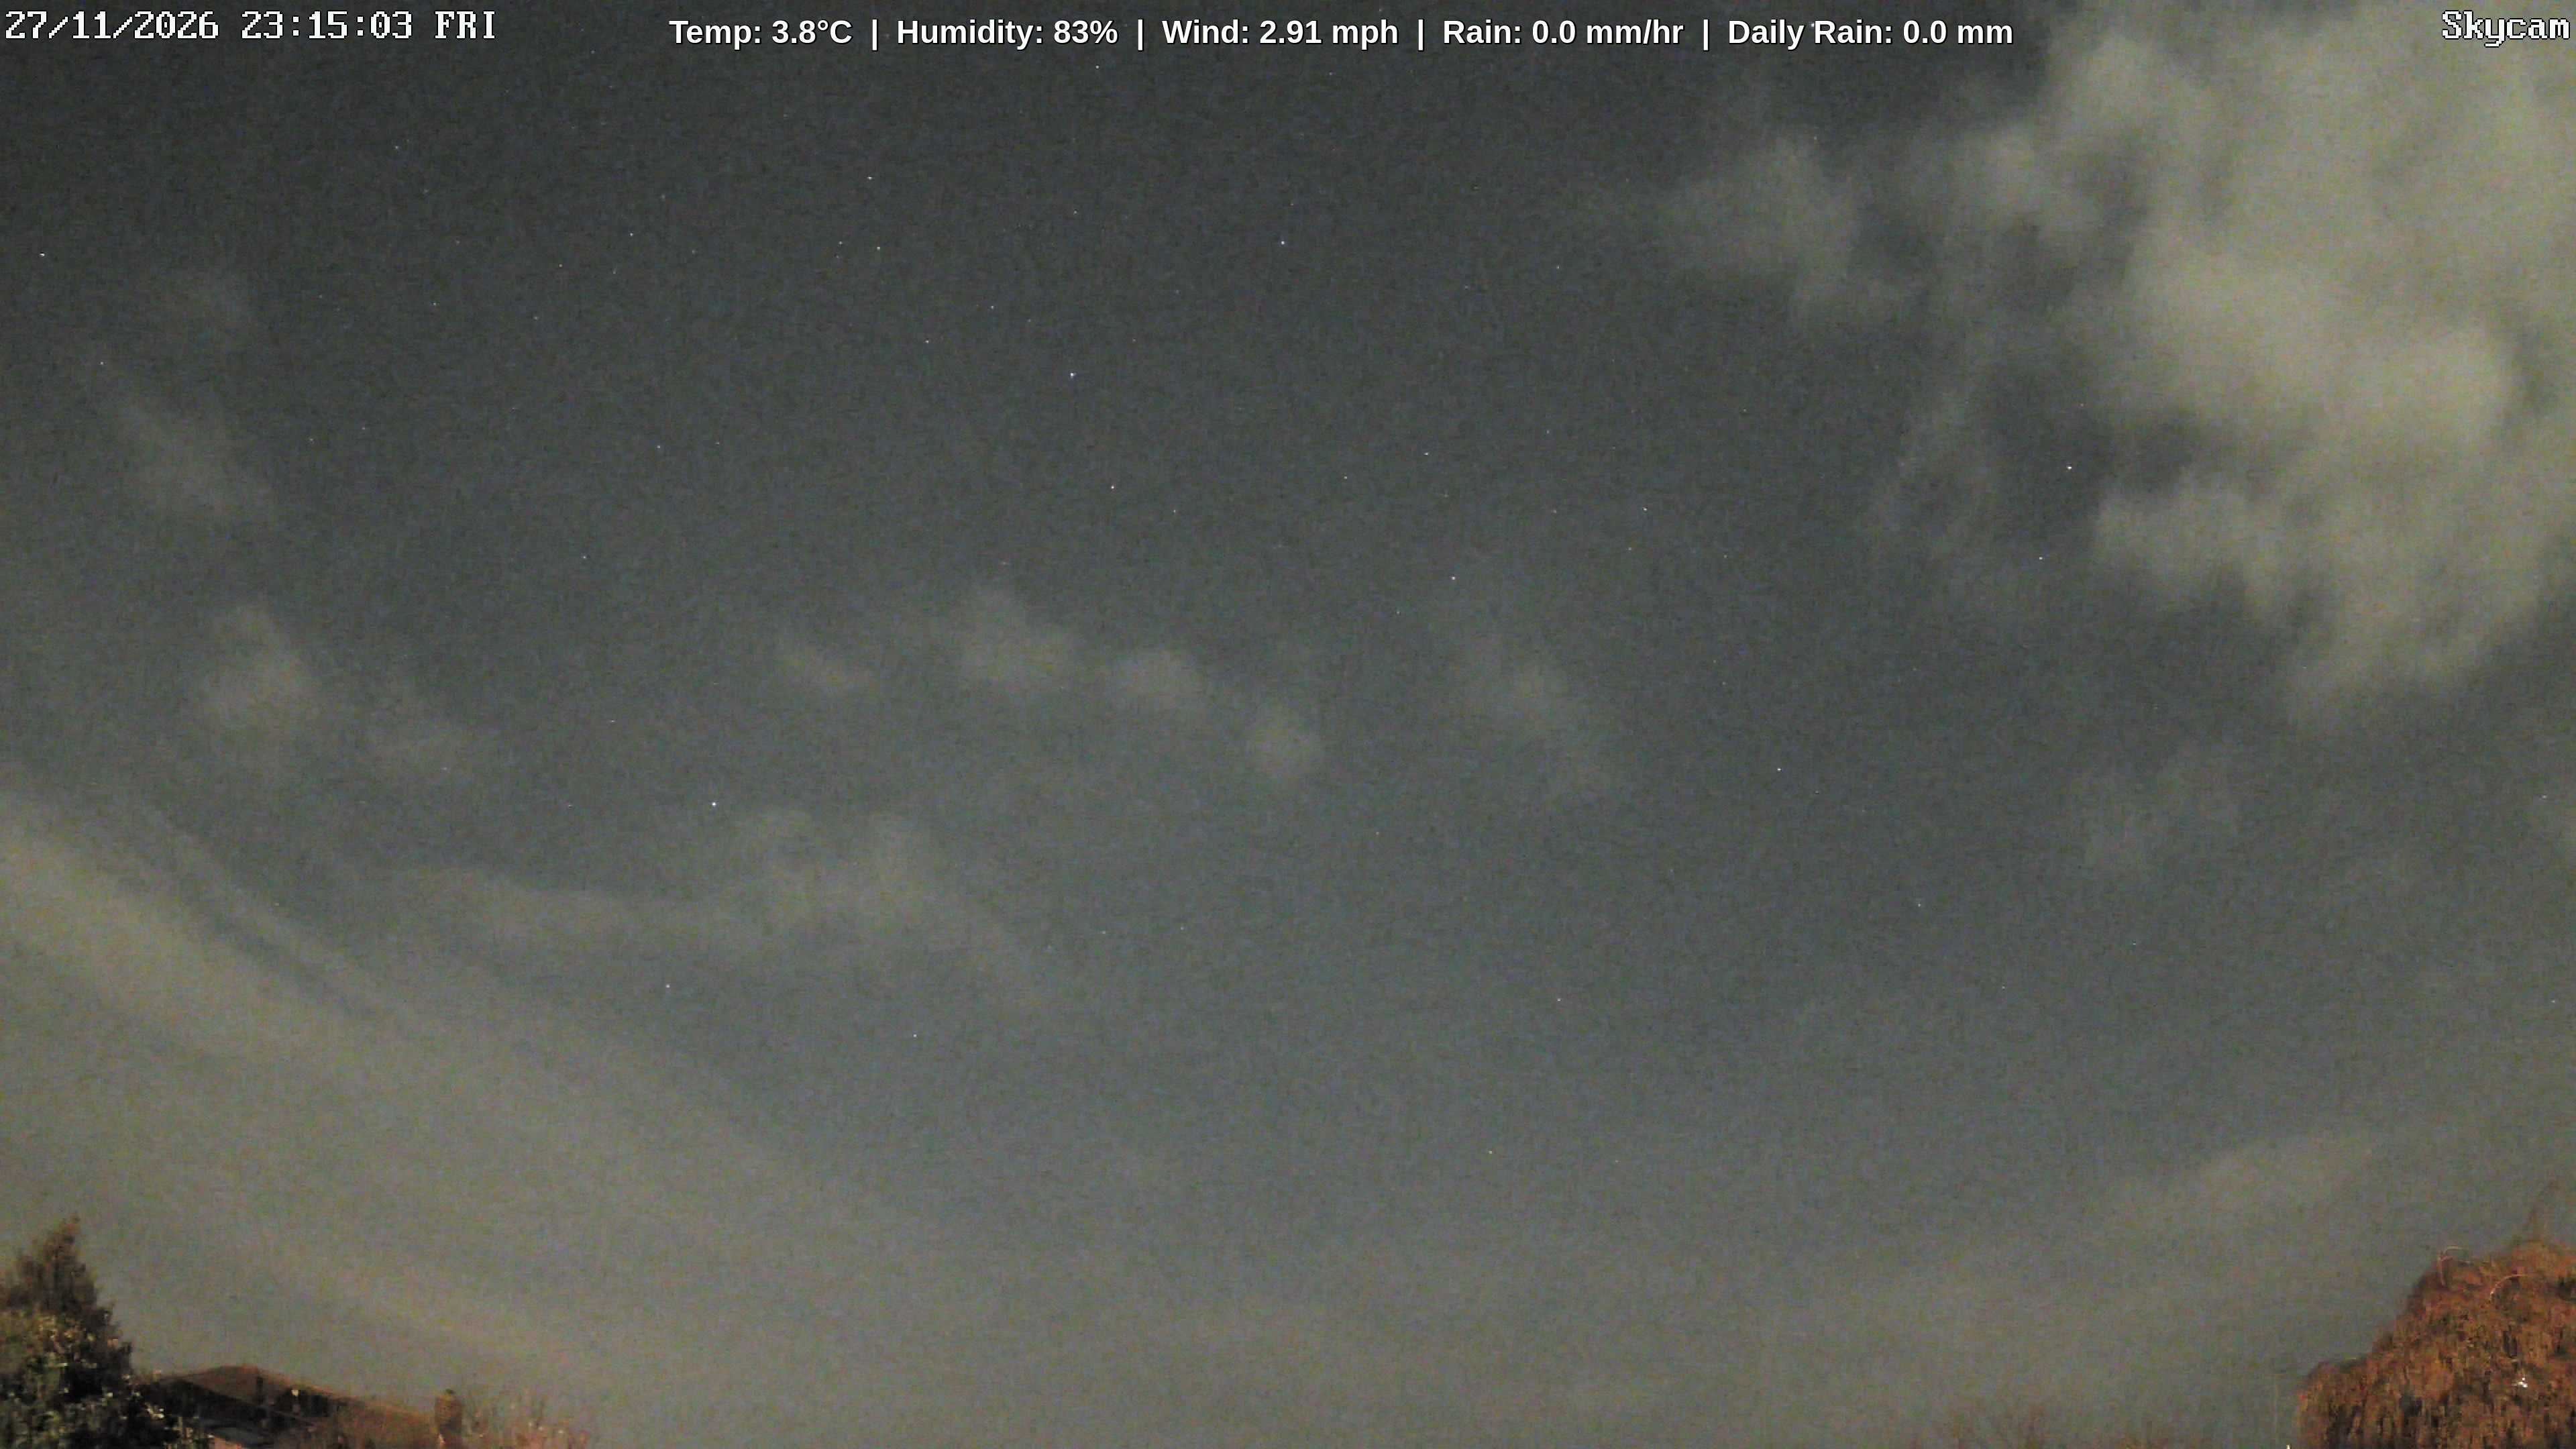 27/11/2026 23:15:03 FRI
Temp: 3.8°C | Humidity: 83% | Wind: 2.91 mph | Rain: 0.0 mm/hr | Daily Rain: 0.0 mm
Skycam